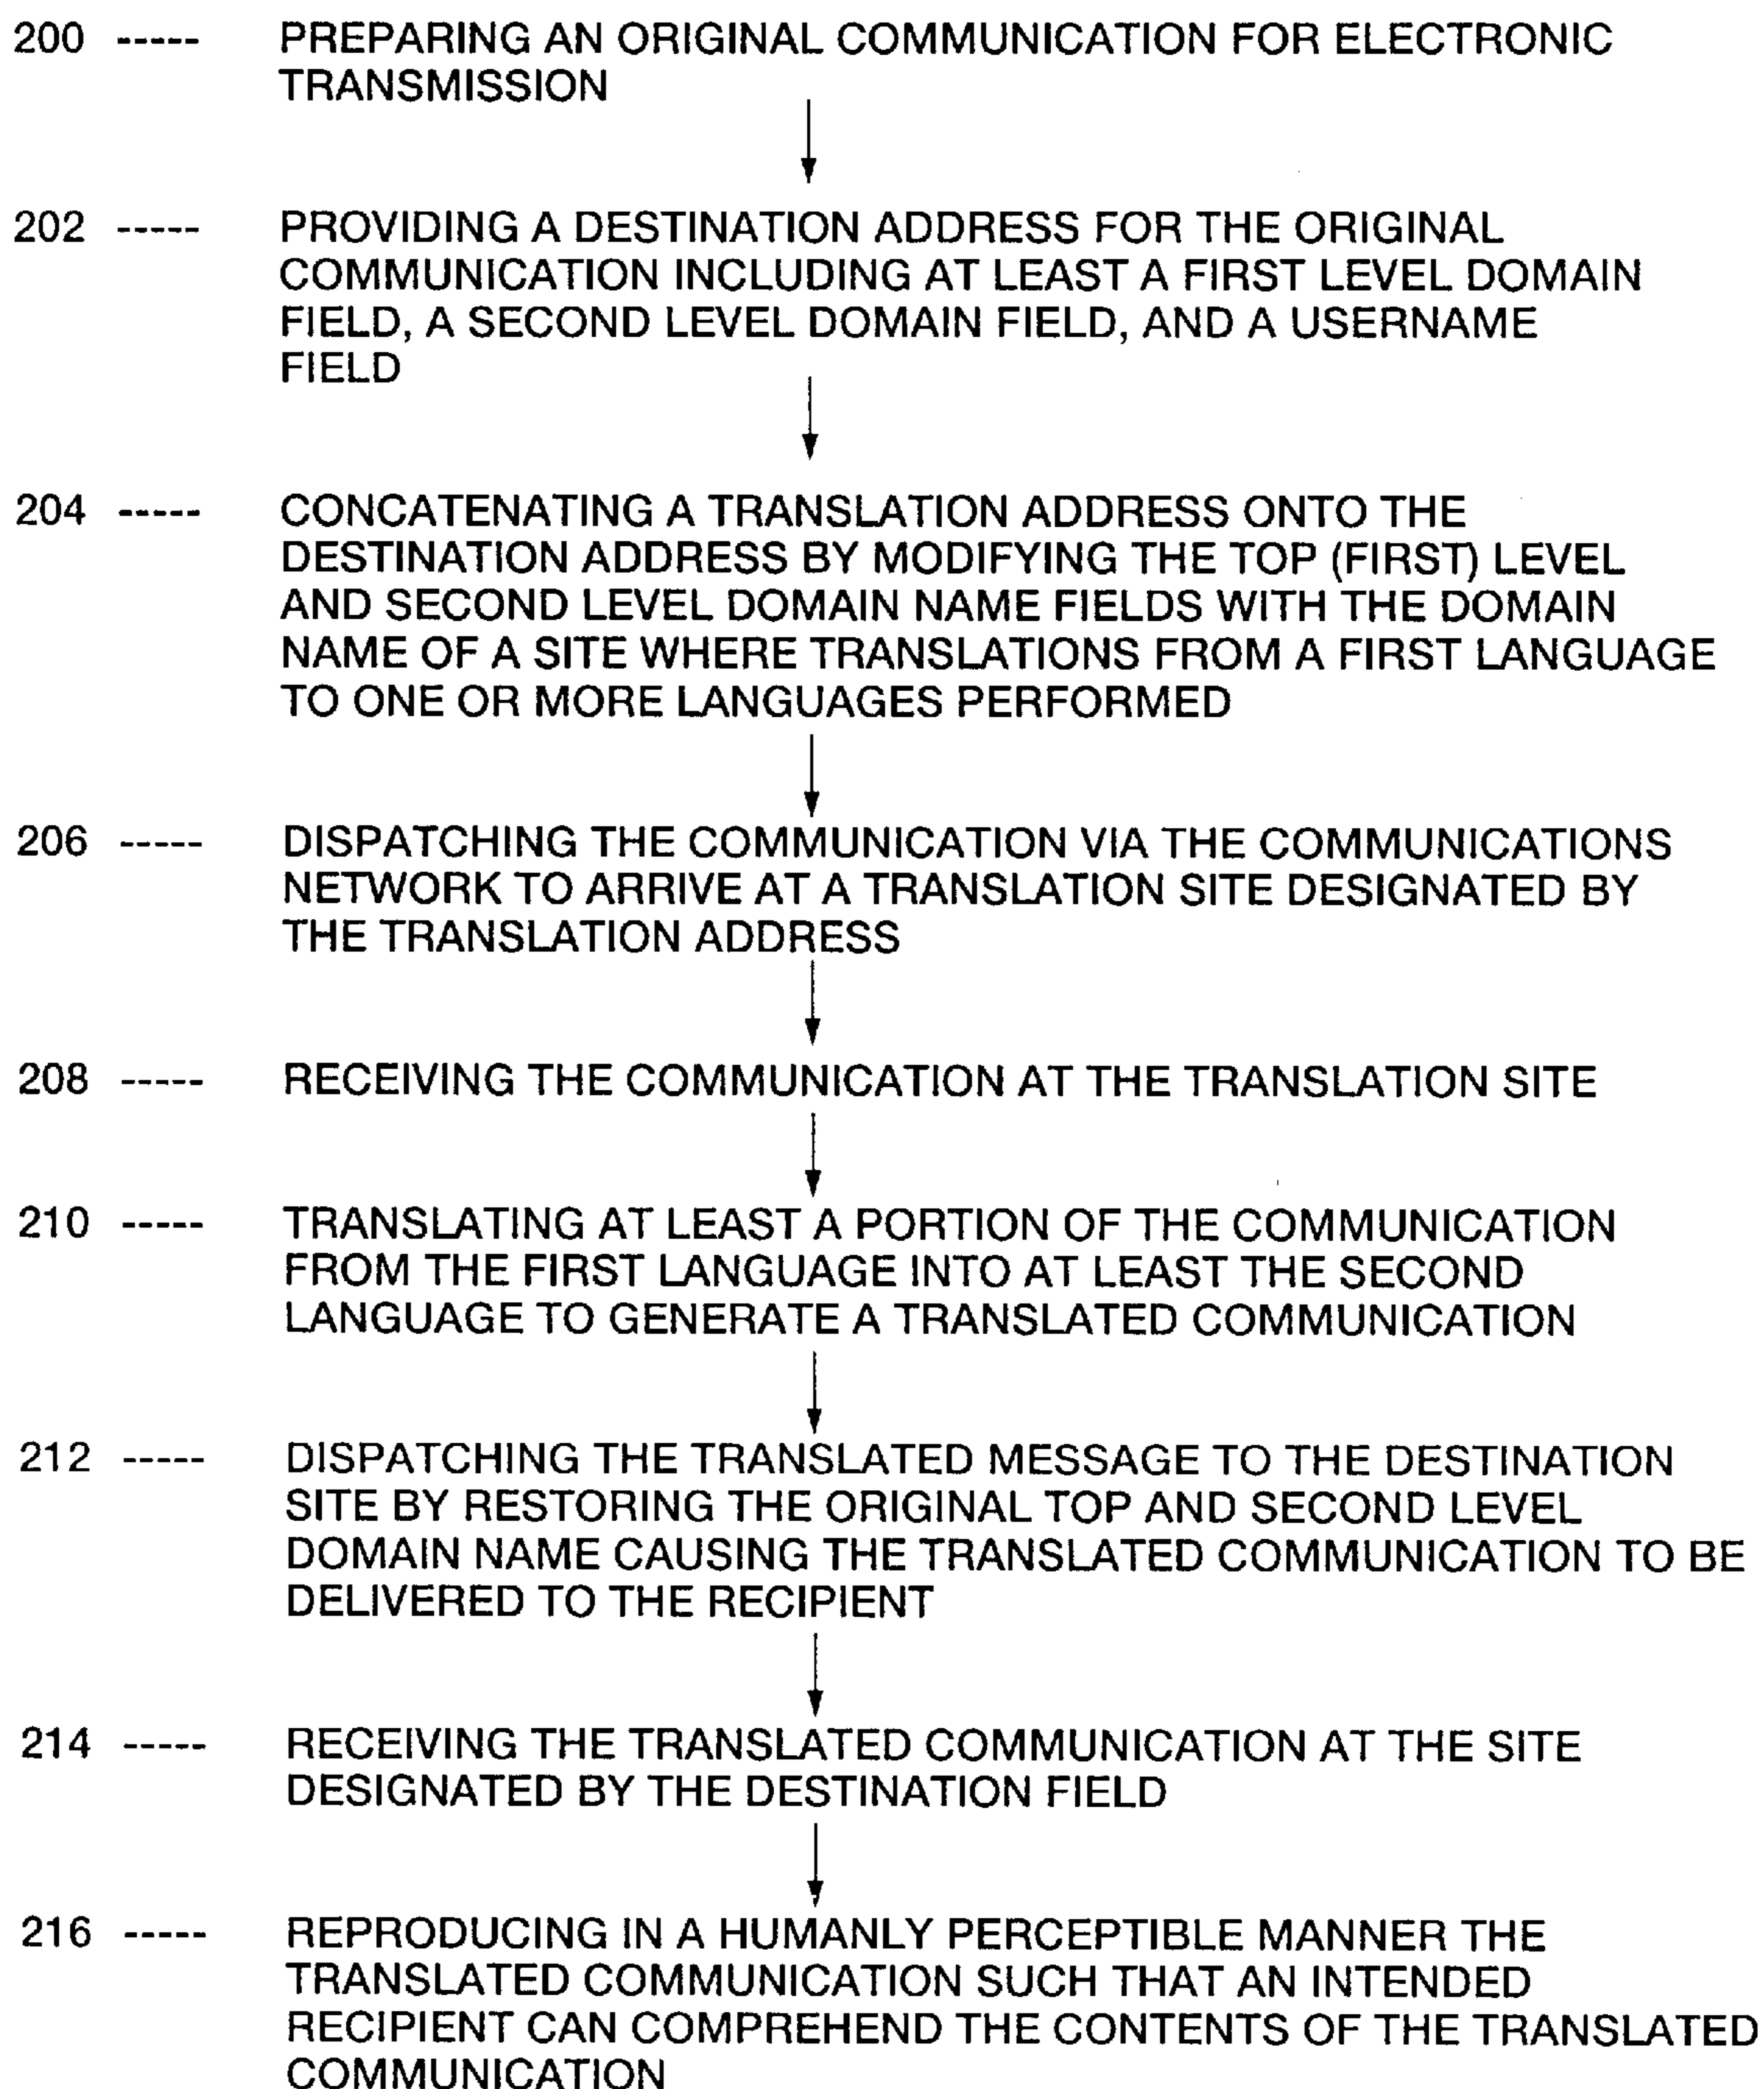 200 ----- PREPARING AN ORIGINAL COMMUNICATION FOR ELECTRONIC
TRANSMISSION
202 ----- PROVIDING A DESTINATION ADDRESS FOR THE ORIGINAL
COMMUNICATION INCLUDING AT LEAST A FIRST LEVEL DOMAIN
FIELD, A SECOND LEVEL DOMAIN FIELD, AND A USERNAME
FIELD
204 ----- CONCATENATING A TRANSLATION ADDRESS ONTO THE
DESTINATION ADDRESS BY MODIFYING THE TOP (FIRST) LEVEL
AND SECOND LEVEL DOMAIN NAME FIELDS WITH THE DOMAIN
NAME OF A SITE WHERE TRANSLATIONS FROM A FIRST LANGUAGE
TO ONE OR MORE LANGUAGES PERFORMED
206 ----- DISPATCHING THE COMMUNICATION VIA THE COMMUNICATIONS
NETWORK TO ARRIVE AT A TRANSLATION SITE DESIGNATED BY
THE TRANSLATION ADDRESS
208 ----- RECEIVING THE COMMUNICATION AT THE TRANSLATION SITE
210 ----- TRANSLATING AT LEAST A PORTION OF THE COMMUNICATION
FROM THE FIRST LANGUAGE INTO AT LEAST THE SECOND
LANGUAGE TO GENERATE A TRANSLATED COMMUNICATION
212 ----- DISPATCHING THE TRANSLATED MESSAGE TO THE DESTINATION
SITE BY RESTORING THE ORIGINAL TOP AND SECOND LEVEL
DOMAIN NAME CAUSING THE TRANSLATED COMMUNICATION TO BE
DELIVERED TO THE RECIPIENT
214 ----- RECEIVING THE TRANSLATED COMMUNICATION AT THE SITE
DESIGNATED BY THE DESTINATION FIELD
216 ----- REPRODUCING IN A HUMANLY PERCEPTIBLE MANNER THE
TRANSLATED COMMUNICATION SUCH THAT AN INTENDED
RECIPIENT CAN COMPREHEND THE CONTENTS OF THE TRANSLATED
COMMUNICATION